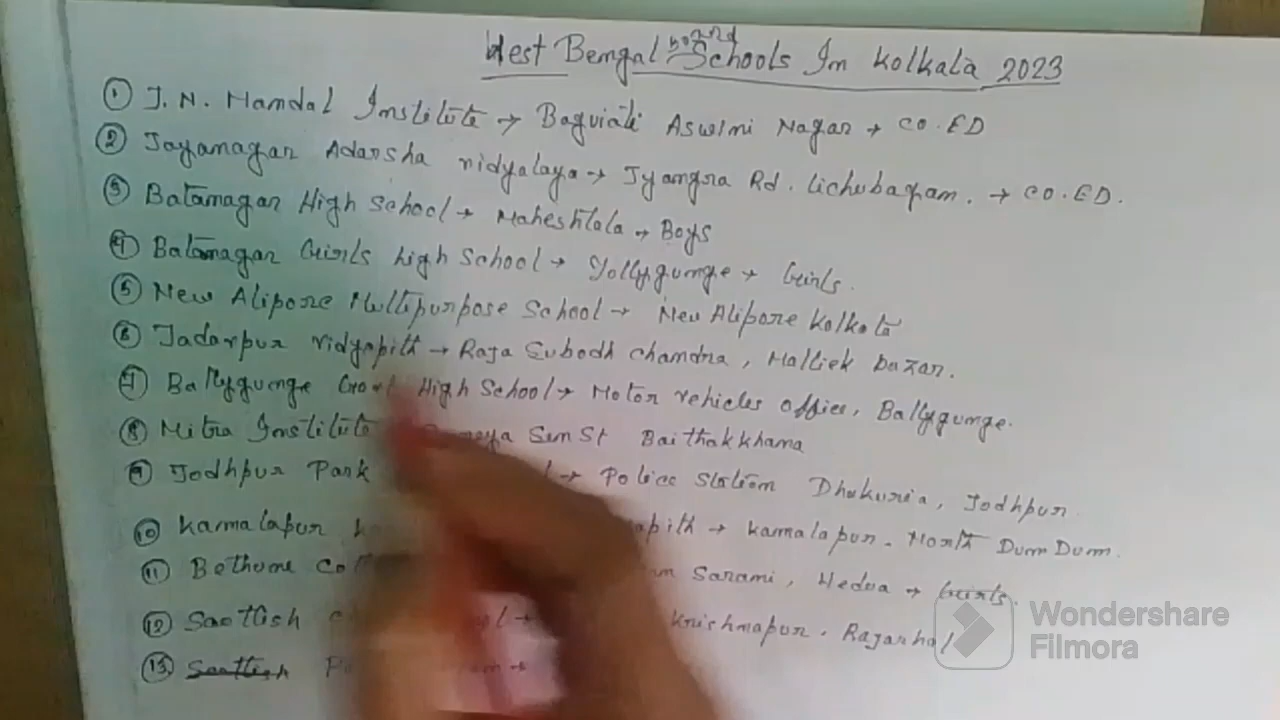 West Bengal board Schools In Kolkata 2023
① J. N. Mandal Institute → Baguiati Aswini Nagar → CO.ED
② Jayanagar Adarsha vidyalaya → Jyangra Rd. lichubagam. → CO.ED.
③ Batanagar High School → Maheshtala → Boys
④ Batanagar Girls high School → Tollygunge → Girls.
⑤ New Alipore Multipurpose School → New Alipore Kolkata
⑥ Jadavpur vidyapith → Raja Subodh chandra, Mallick bazar.
⑦ Ballygunge Govt High School → Motor vehicles office, Ballygunge.
⑧ Mitra Institute Sen St Baithakkhana
⑨ Jodhpur Park → Police Station Dhakuria, Jodhpur.
⑩ Kamalapur → Kamalapur. North Dum Dum.
⑪ Bethune Sarani, Hedua → Girls.
⑫ Scottish → Krishnapur. Rajarhat
⑬
Wondershare
Filmora